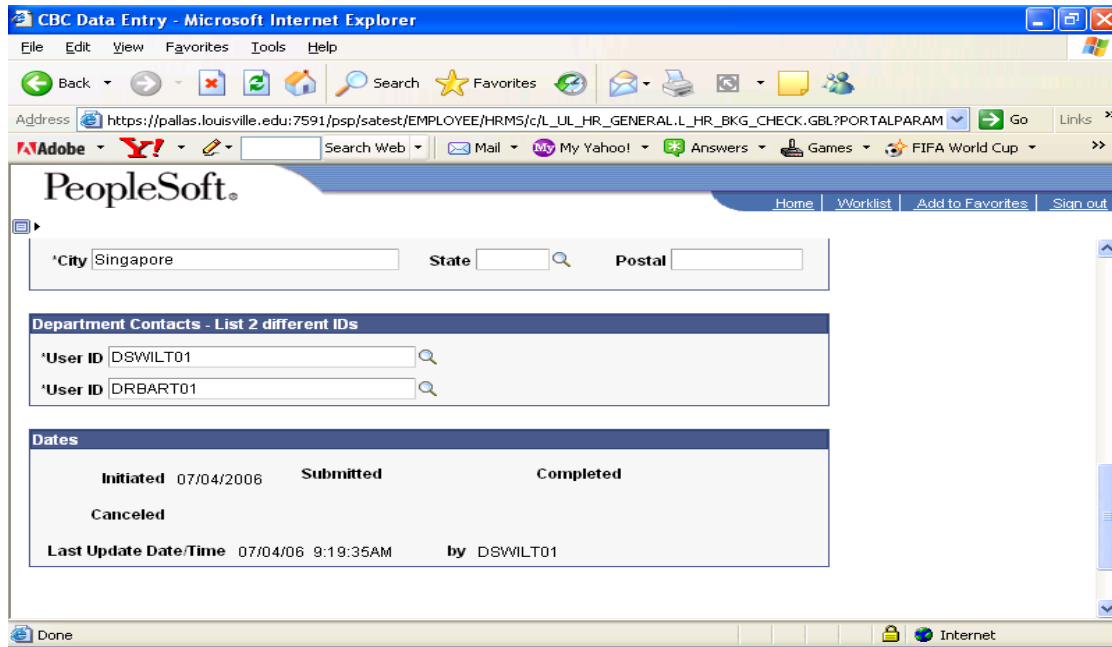 CBC Data Entry - Microsoft Internet Explorer
File Edit View Favorites Tools Help
Back Search Favorites
Address https://pallas.louisville.edu:7591/psp/satest/EMPLOYEE/HRMS/c/L_UL_HR_GENERAL.L_HR_BKG_CHECK.GBL?PORTALPARAM Go Links »
Adobe Y! Search Web Mail My My Yahoo! Answers Games FIFA World Cup »
PeopleSoft®
Home Worklist Add to Favorites Sign out
*City Singapore State Postal
Department Contacts - List 2 different IDs
*User ID DSWILT01
*User ID DRBART01
Dates
Initiated 07/04/2006 Submitted Completed
Canceled
Last Update Date/Time 07/04/06 9:19:35AM by DSWILT01
Done Internet